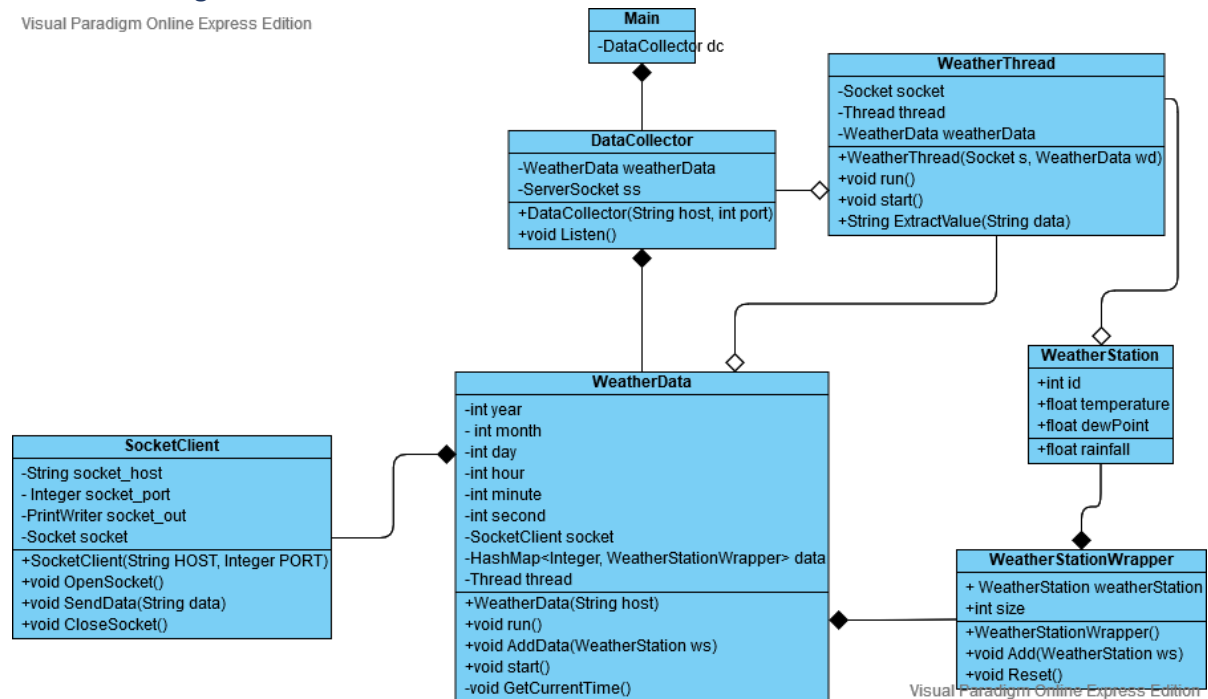 Visual Paradigm Online Express Edition
Main
-DataCollector dc
WeatherThread
-Socket socket
-Thread thread
-WeatherData weatherData
+WeatherThread(Socket s, WeatherData wd)
+void run()
+void start()
+String ExtractValue(String data)
DataCollector
-WeatherData weatherData
-ServerSocket ss
+DataCollector(String host, int port)
+void Listen()
WeatherStation
+int id
+float temperature
+float dewPoint
+float rainfall
WeatherData
-int year
- int month
-int day
-int hour
-int minute
-int second
-SocketClient socket
-HashMap<Integer, WeatherStationWrapper> data
-Thread thread
+WeatherData(String host)
+void run()
+void AddData(WeatherStation ws)
+void start()
-void GetCurrentTime()
SocketClient
-String socket_host
- Integer socket_port
-PrintWriter socket_out
-Socket socket
+SocketClient(String HOST, Integer PORT)
+void OpenSocket()
+void SendData(String data)
+void CloseSocket()
WeatherStationWrapper
+ WeatherStation weatherStation
+int size
+WeatherStationWrapper()
+void Add(WeatherStation ws)
+void Reset()
Visual Paradigm Online Express Edition